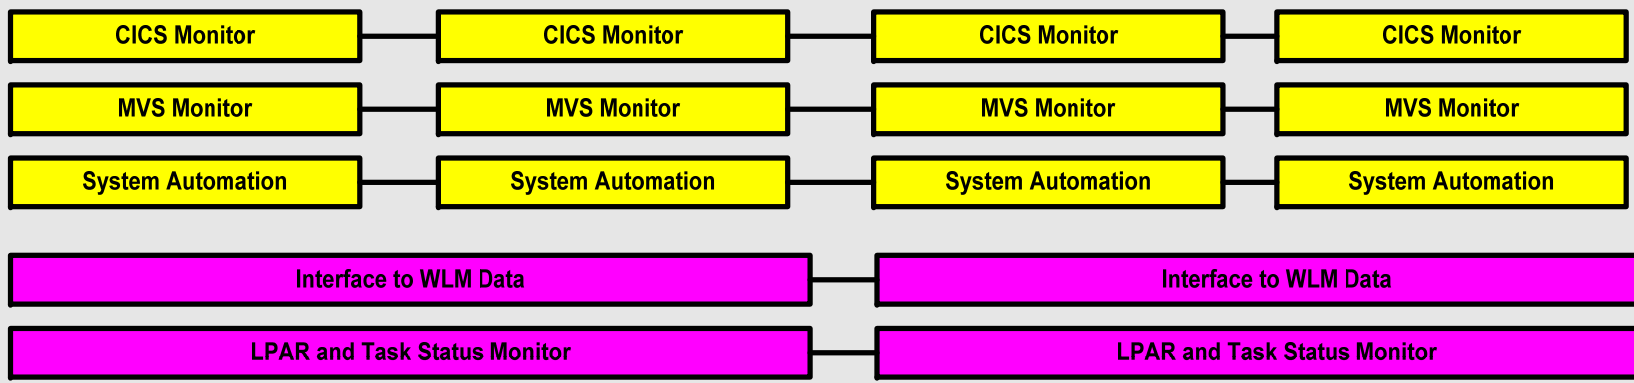 CICS Monitor CICS Monitor CICS Monitor CICS Monitor
MVS Monitor MVS Monitor MVS Monitor MVS Monitor
System Automation System Automation System Automation System Automation
Interface to WLM Data Interface to WLM Data
LPAR and Task Status Monitor LPAR and Task Status Monitor